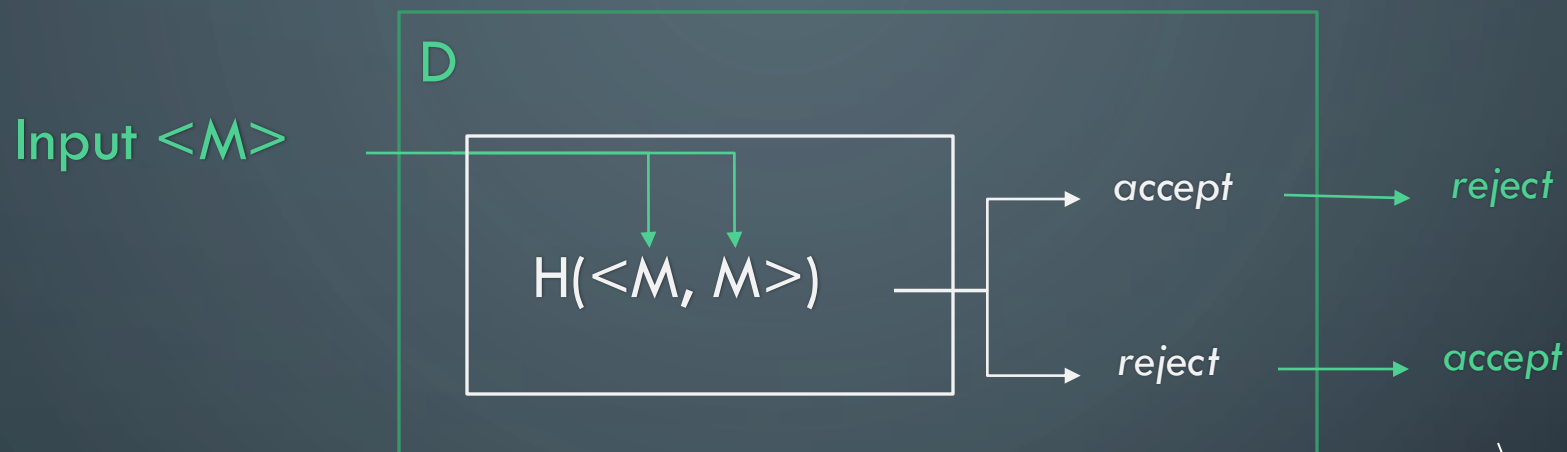 D
Input <M>
accept
reject
H(<M, M>)
reject
accept